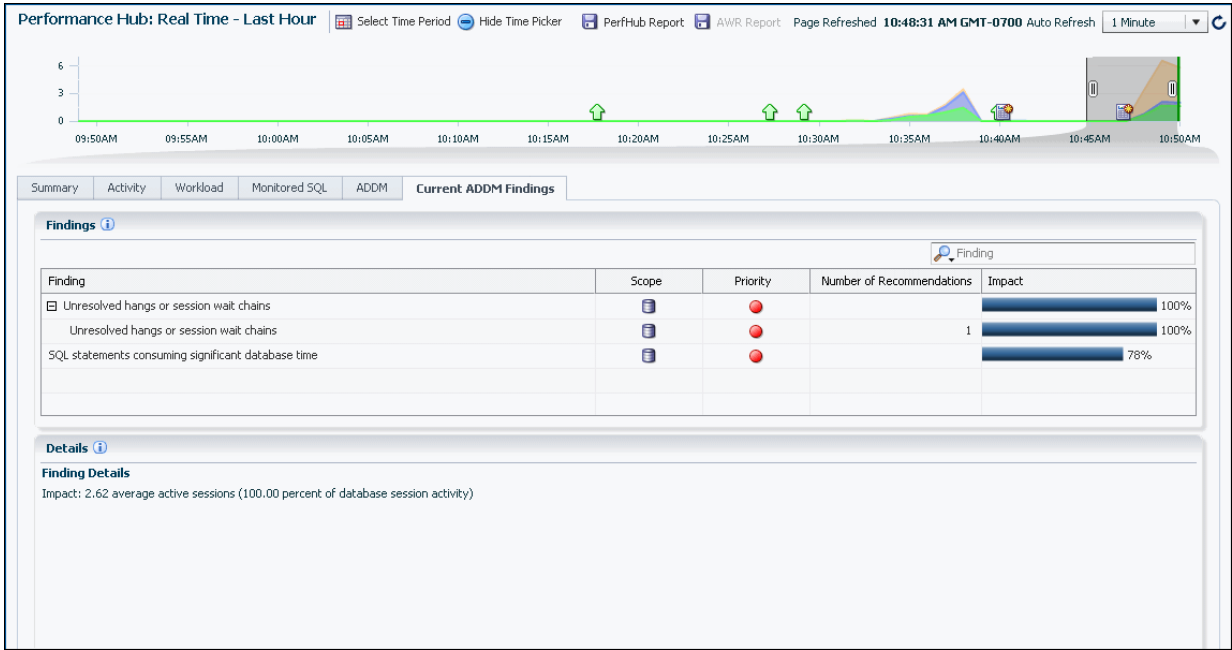 Performance Hub: Real Time - Last Hour Select Time Period Hide Time Picker PerfHub Report AWR Report Page Refreshed 10:48:31 AM GMT-0700 Auto Refresh 1 Minute
6
3
0
09:50AM 09:55AM 10:00AM 10:05AM 10:10AM 10:15AM 10:20AM 10:25AM 10:30AM 10:35AM 10:40AM 10:45AM 10:50AM
Summary Activity Workload Monitored SQL ADDM Current ADDM Findings
Findings
Finding
Finding Scope Priority Number of Recommendations Impact
Unresolved hangs or session wait chains 100%
Unresolved hangs or session wait chains 1 100%
SQL statements consuming significant database time 78%
Details
Finding Details
Impact: 2.62 average active sessions (100.00 percent of database session activity)